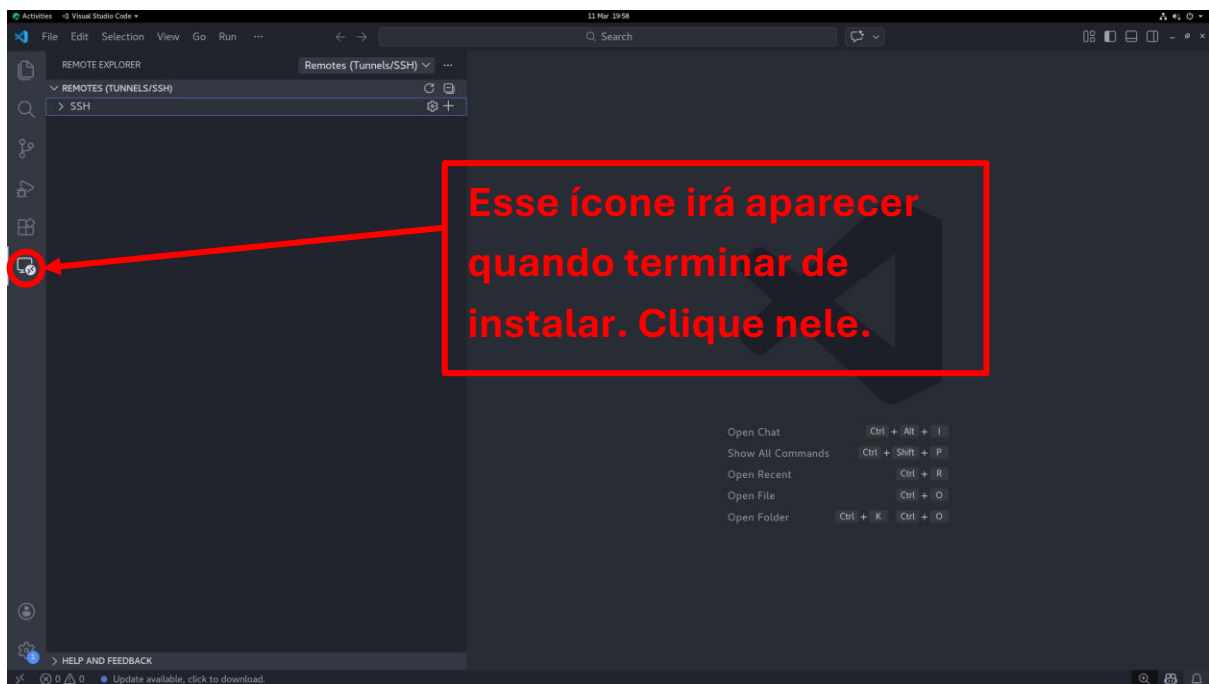 Activities Visual Studio Code 11 Mar 19:58
File Edit Selection View Go Run ··· Search
REMOTE EXPLORER Remotes (Tunnels/SSH) ···
REMOTES (TUNNELS/SSH)
SSH
Esse ícone irá aparecer
quando terminar de
instalar. Clique nele.
Open Chat Ctrl + Alt + I
Show All Commands Ctrl + Shift + P
Open Recent Ctrl + R
Open File Ctrl + O
Open Folder Ctrl + K Ctrl + O
1
HELP AND FEEDBACK
0 0 Update available, click to download.